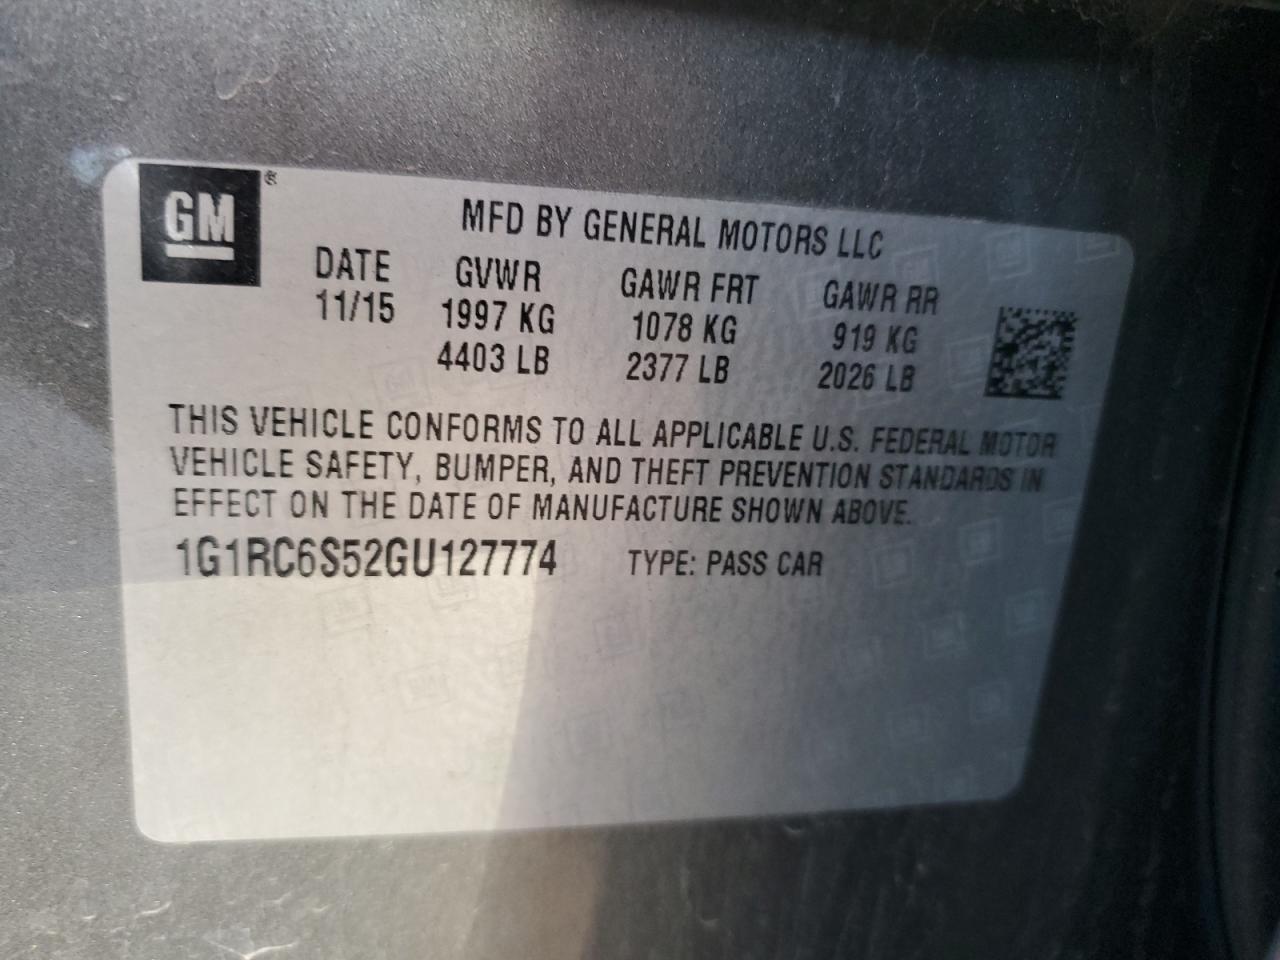 GM®
MFD BY GENERAL MOTORS LLC
DATE GVWR GAWR FRT GAWR RR
11/15 1997 KG 1078 KG 919 KG
4403 LB 2377 LB 2026 LB
THIS VEHICLE CONFORMS TO ALL APPLICABLE U.S. FEDERAL MOTOR
VEHICLE SAFETY, BUMPER, AND THEFT PREVENTION STANDARDS IN
EFFECT ON THE DATE OF MANUFACTURE SHOWN ABOVE.
1G1RC6S52GU127774 TYPE: PASS CAR